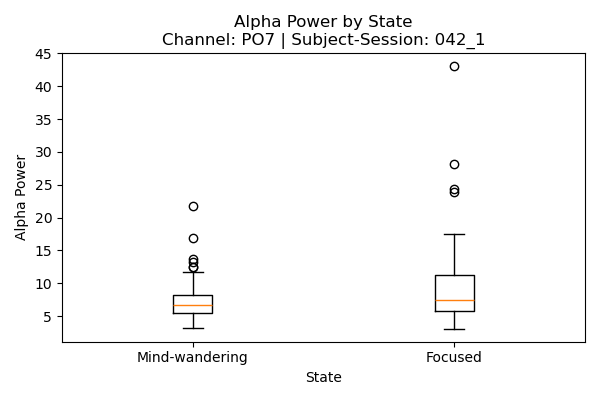 Alpha Power by State
Channel: PO7 | Subject-Session: 042_1
45
40
35
30
25
20
15
10
5
Alpha Power
Mind-wandering
Focused
State